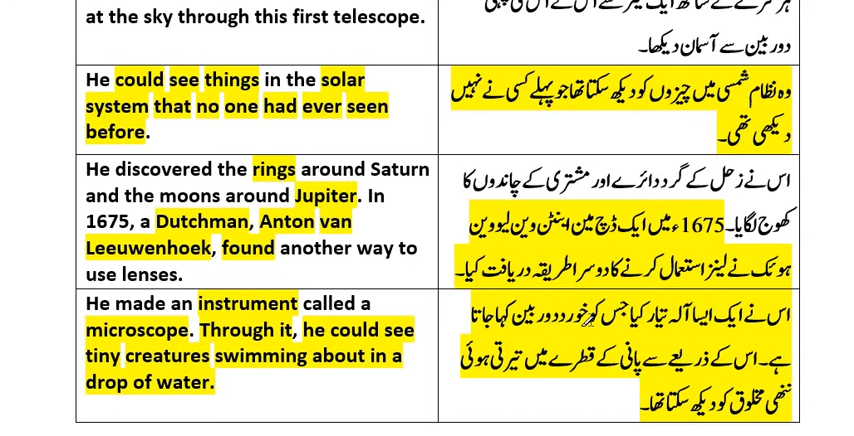 at the sky through this first telescope.
دوربین سے آسمان دیکھا۔
He could see things in the solar
system that no one had ever seen
before.
وہ نظام شمسی میں چیزوں کو دیکھ سکتا تھا جو پہلے کسی نے نہیں
دیکھی تھی۔
He discovered the rings around Saturn
and the moons around Jupiter. In
1675, a Dutchman, Anton van
Leeuwenhoek, found another way to
use lenses.
اس نے زحل کے گرد دائرے اور مشتری کے چاندوں کا
کھوج لگایا۔ 1675ء میں ایک ڈچ مین اینٹن وین لیووین
ہوئک نے لینز استعمال کرنے کا دوسرا طریقہ دریافت کیا۔
He made an instrument called a
microscope. Through it, he could see
tiny creatures swimming about in a
drop of water.
اس نے ایک ایسا آلہ تیار کیا جس کو خورددوربین کہا جاتا
ہے۔ اس کے ذریعے سے پانی کے قطرے میں تیرتی ہوئی
ننھی مخلوق کو دیکھ سکتا تھا۔